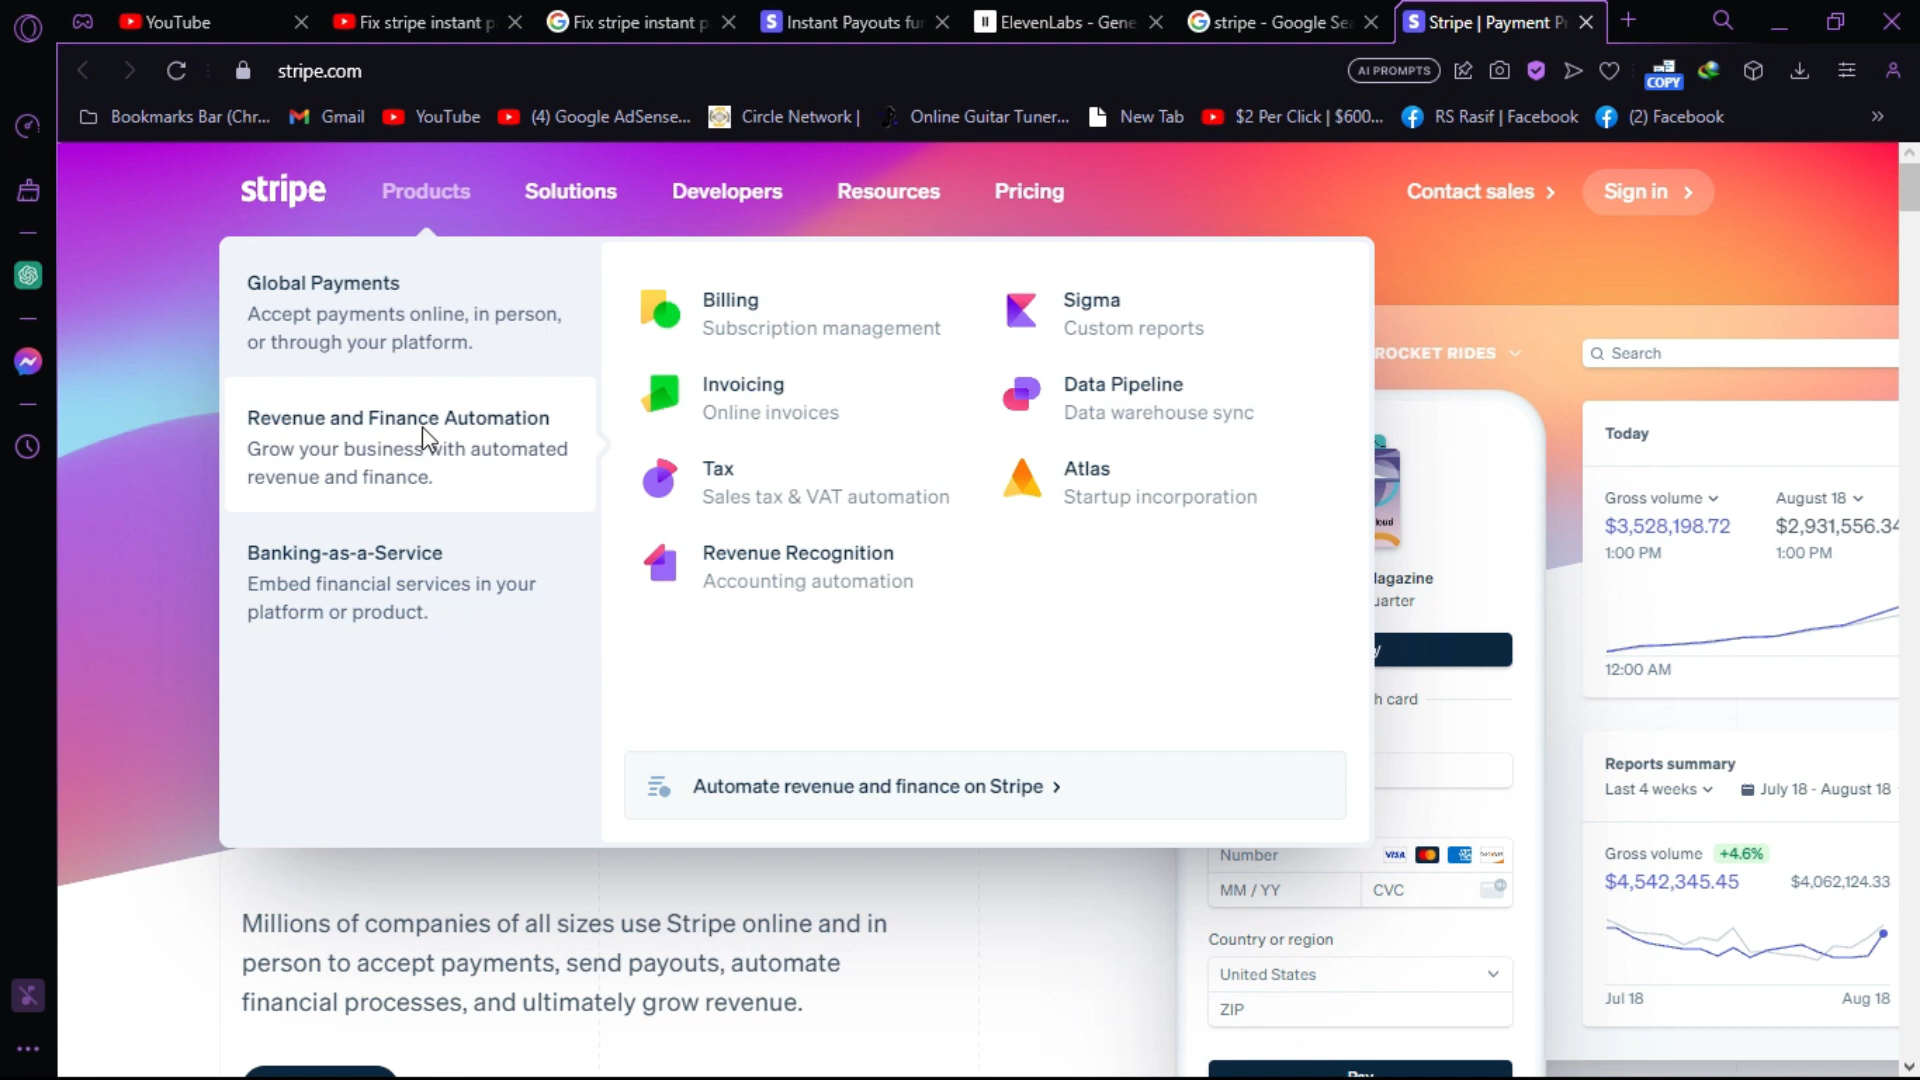 YouTube
Fix stripe instant p
Fix stripe instant p
Instant Payouts fu
ElevenLabs - Gene
stripe - Google Se
Stripe | Payment P
stripe.com
AI PROMPTS
COPY
Bookmarks Bar (Chr...
Gmail
YouTube
(4) Google AdSense...
Circle Network |
Online Guitar Tuner...
New Tab
$2 Per Click | $600...
RS Rasif | Facebook
(2) Facebook
stripe
Products
Solutions
Developers
Resources
Pricing
Contact sales
Sign in
Global Payments
Accept payments online, in person,
or through your platform.
Revenue and Finance Automation
Grow your business with automated
revenue and finance.
Banking-as-a-Service
Embed financial services in your
platform or product.
Billing
Subscription management
Invoicing
Online invoices
Tax
Sales tax & VAT automation
Revenue Recognition
Accounting automation
Sigma
Custom reports
Data Pipeline
Data warehouse sync
Atlas
Startup incorporation
Automate revenue and finance on Stripe
Millions of companies of all sizes use Stripe online and in
person to accept payments, send payouts, automate
financial processes, and ultimately grow revenue.
ROCKET RIDES
Search
h card
Number
VISA
MM / YY
CVC
Country or region
United States
ZIP
Pay
Today
Gross volume
August 18
$3,528,198.72
$2,931,556.34
1:00 PM
1:00 PM
12:00 AM
Reports summary
Last 4 weeks
July 18 - August 18
Gross volume
+4.6%
$4,542,345.45
$4,062,124.33
Jul 18
Aug 18